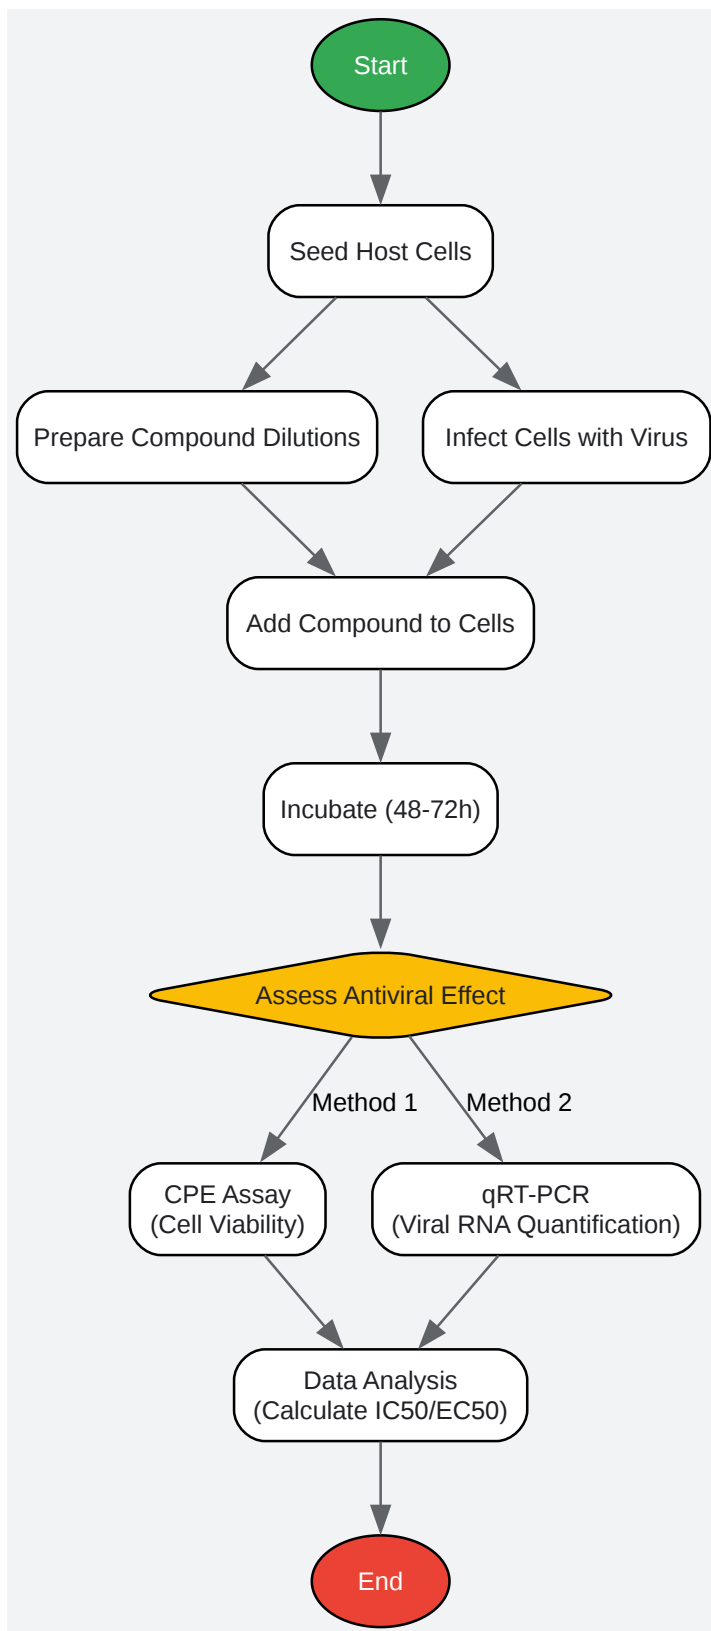 Start
Seed Host Cells
Prepare Compound Dilutions
Infect Cells with Virus
Add Compound to Cells
Incubate (48-72h)
Assess Antiviral Effect
Method 1
Method 2
CPE Assay
(Cell Viability)
qRT-PCR
(Viral RNA Quantification)
Data Analysis
(Calculate IC50/EC50)
End